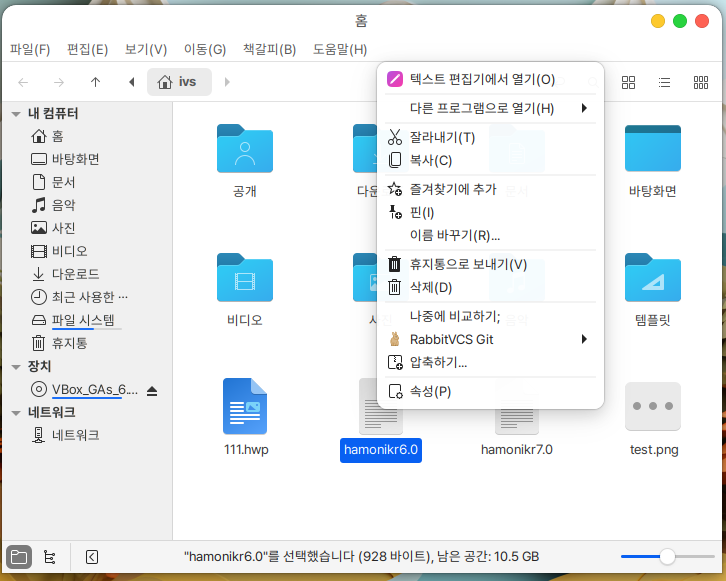 홈
파일(F) 편집(E) 보기(V) 이동(G) 책갈피(B) 도움말(H)
ivs
내 컴퓨터
홈
바탕화면
문서
음악
사진
비디오
다운로드
최근 사용한 ⋯
파일 시스템
휴지통
장치
VBox_GAs_6....
네트워크
네트워크
공개
다운
문서
바탕화면
비디오
사진
음악
템플릿
111.hwp
hamonikr6.0
hamonikr7.0
test.png
텍스트 편집기에서 열기(O)
다른 프로그램으로 열기(H)
잘라내기(T)
복사(C)
즐겨찾기에 추가
핀(I)
이름 바꾸기(R)...
휴지통으로 보내기(V)
삭제(D)
나중에 비교하기;
RabbitVCS Git
압축하기...
속성(P)
"hamonikr6.0"를 선택했습니다 (928 바이트), 남은 공간: 10.5 GB